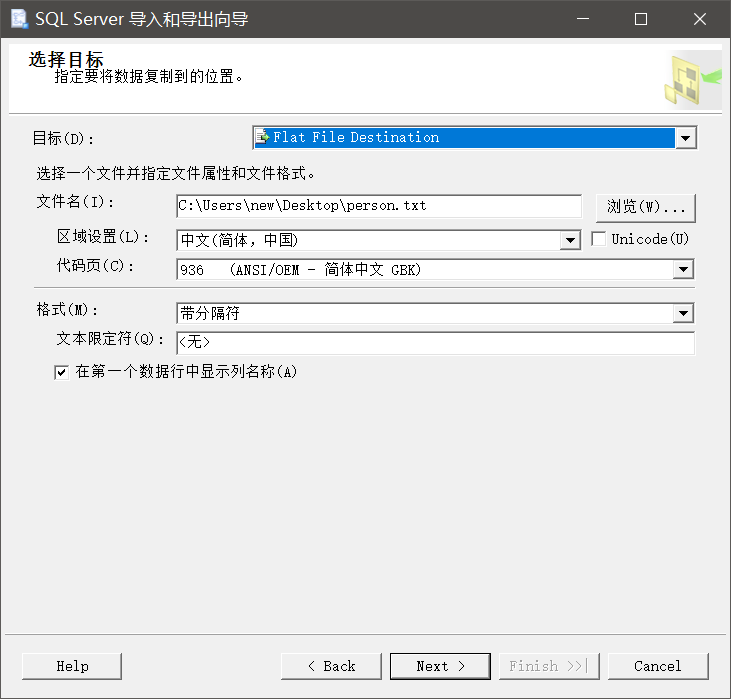 SQL Server 导入和导出向导
选择目标
指定要将数据复制到的位置。
目标(D)： Flat File Destination
选择一个文件并指定文件属性和文件格式。
文件名(I)： C:\Users\new\Desktop\person.txt 浏览(W)...
区域设置(L)： 中文(简体，中国) Unicode(U)
代码页(C)： 936 (ANSI/OEM - 简体中文 GBK)
格式(M)： 带分隔符
文本限定符(Q)： <无>
在第一个数据行中显示列名称(A)
Help < Back Next > Finish >>| Cancel